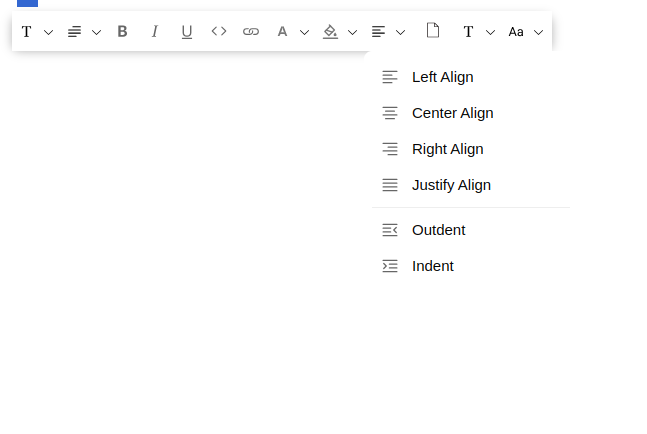 T B I U A T Aa
Left Align
Center Align
Right Align
Justify Align
Outdent
Indent